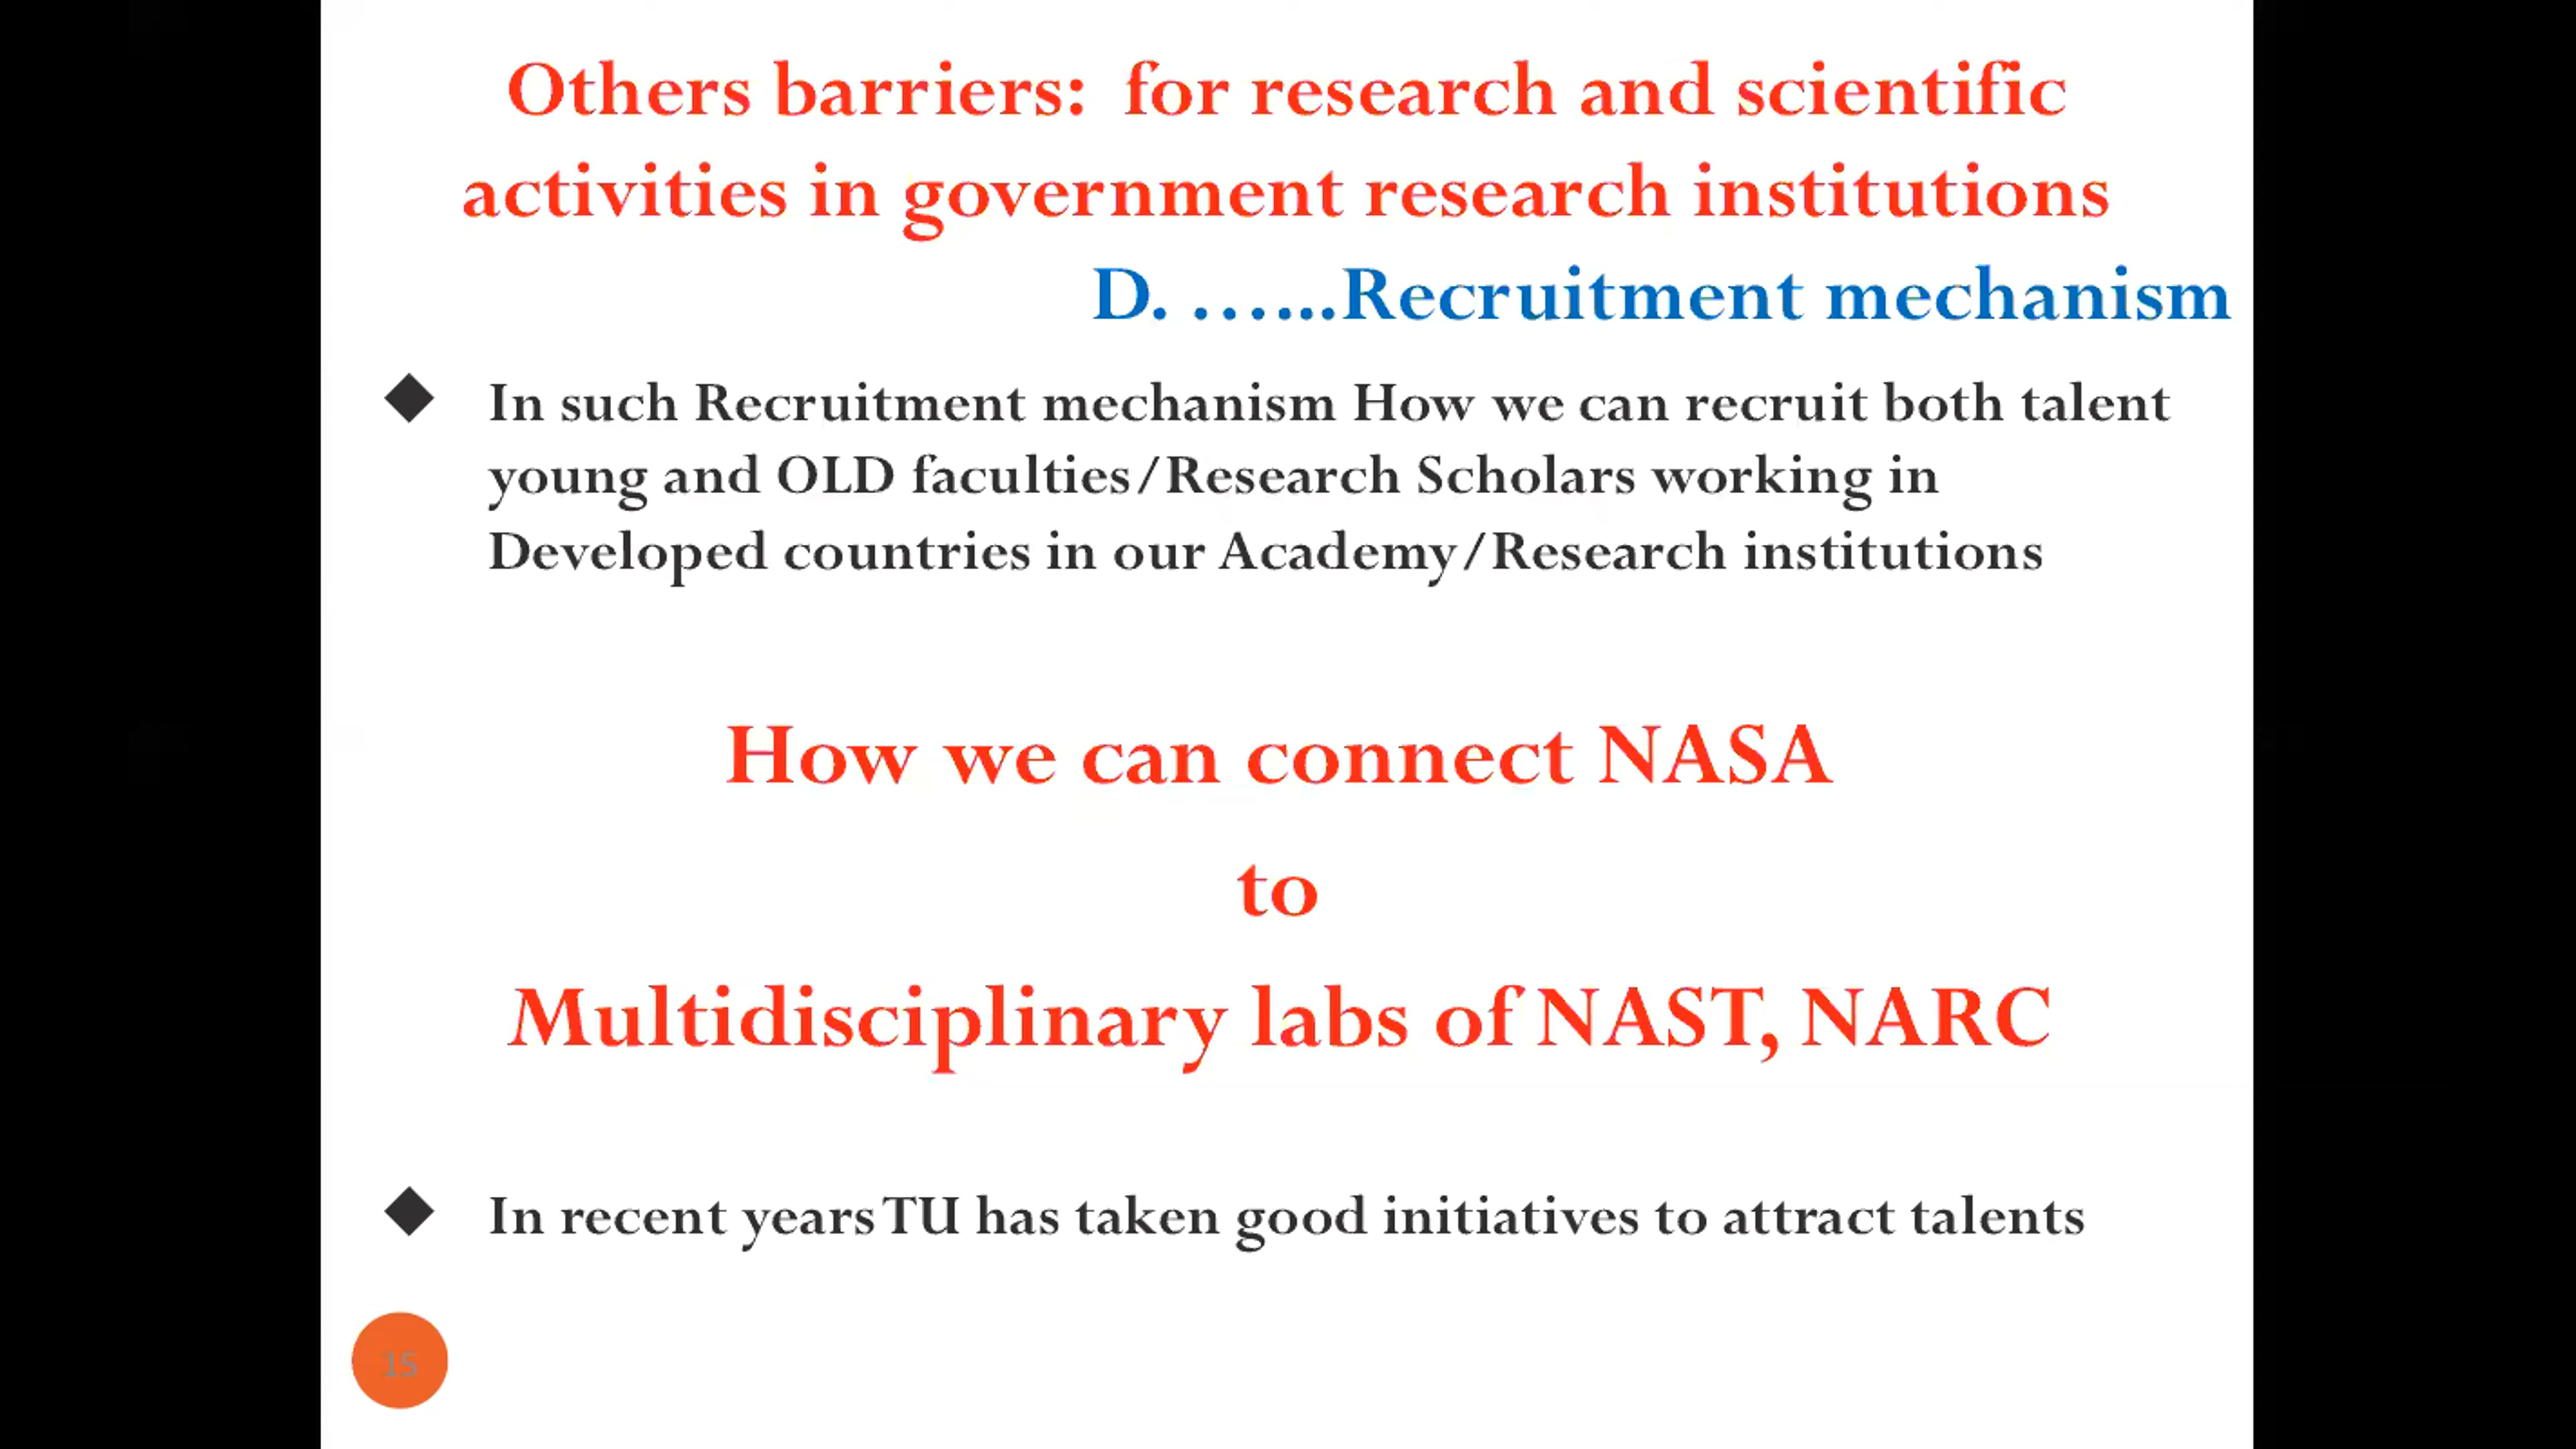 Others barriers: for research and scientific
activities in government research institutions
D. …...Recruitment mechanism
In such Recruitment mechanism How we can recruit both talent
young and OLD faculties/Research Scholars working in
Developed countries in our Academy/Research institutions
How we can connect NASA
to
Multidisciplinary labs of NAST, NARC
In recent years TU has taken good initiatives to attract talents
15